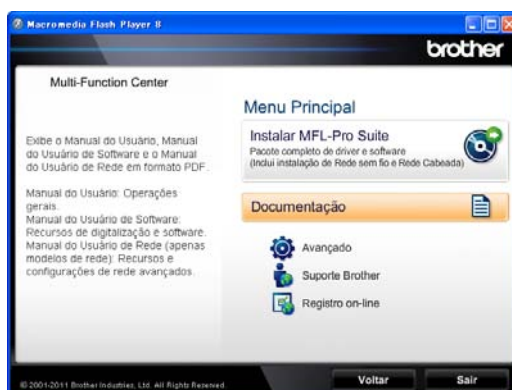 Macromedia Flash Player 8
brother
Multi-Function Center
Exibe o Manual do Usuário, Manual
do Usuário de Software e o Manual
do Usuário de Rede em formato PDF.
Manual do Usuário: Operações
gerais.
Manual do Usuário de Software:
Recursos de digitalização e software.
Manual do Usuário de Rede (apenas
modelos de rede): Recursos e
configurações de rede avançados.
Menu Principal
Instalar MFL-Pro Suite
Pacote completo de driver e software
(Inclui instalação de Rede sem fio e Rede Cabeada)
Documentação
Avançado
Suporte Brother
Registro on-line
© 2001-2011 Brother Industries, Ltd. All Rights Reserved.
Voltar
Sair